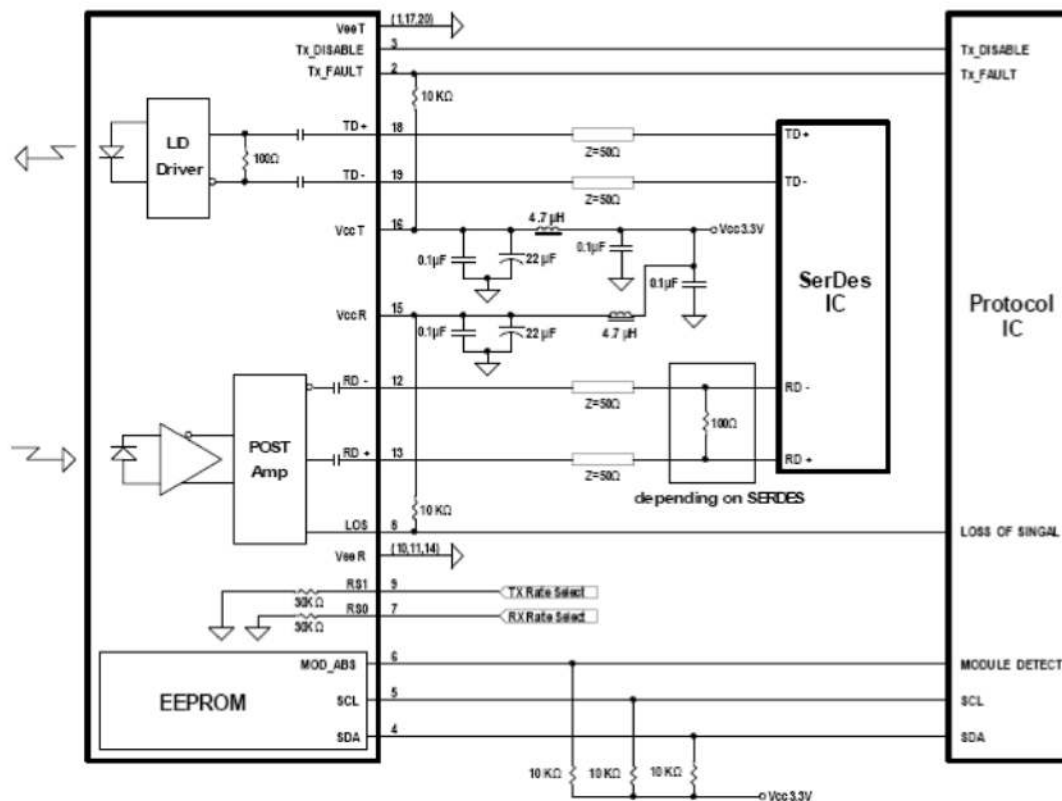 VeeT (1,17,20)
Tx_DISABLE 3 Tx_DISABLE
Tx_FAULT 2 Tx_FAULT
10 KΩ
LD
Driver
100Ω
TD+ 18 Z=50Ω TD+
TD- 19 Z=50Ω TD-
VccT 16 4.7 µH Vcc3.3V
0.1µF 22 µF 0.1µF 0.1µF
SerDes
IC
Protocol
IC
VccR 15
0.1µF 22 µF 4.7 µH
RD - 12 Z=50Ω RD -
100Ω
POST
Amp
RD + 13 Z=50Ω RD +
depending on SERDES
10 KΩ
LOS 8 LOSS OF SINGAL
VeeR (10,11,14)
RS1 9 TX Rate Select
30KΩ
RS0 7 RX Rate Select
30KΩ
MOD_ABS 6 MODULE DETECT
EEPROM
SCL 5 SCL
SDA 4 SDA
10 KΩ 10 KΩ 10 KΩ
Vcc3.3V